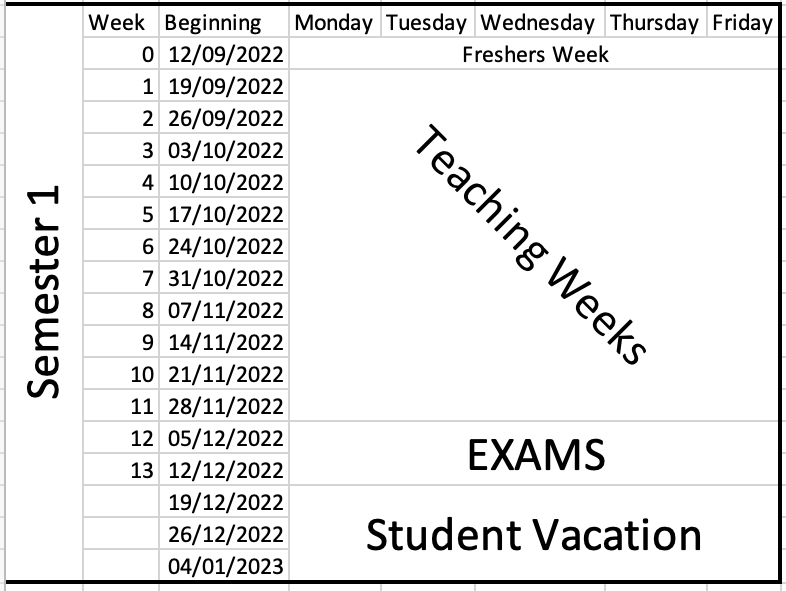 Semester 1
Week Beginning Monday Tuesday Wednesday Thursday Friday
0 12/09/2022 Freshers Week
1 19/09/2022
2 26/09/2022
3 03/10/2022
4 10/10/2022
5 17/10/2022
6 24/10/2022
7 31/10/2022
8 07/11/2022
9 14/11/2022
10 21/11/2022
11 28/11/2022
Teaching Weeks
12 05/12/2022
13 12/12/2022
EXAMS
19/12/2022
26/12/2022
04/01/2023
Student Vacation